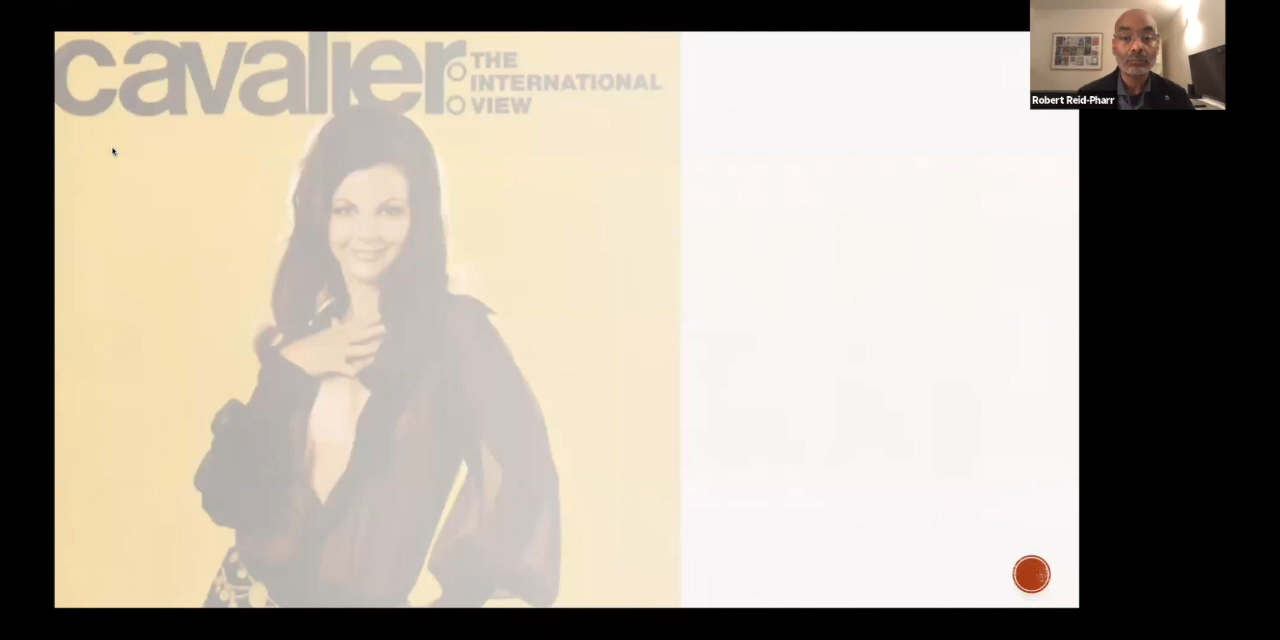 cavalier
THE
INTERNATIONAL
VIEW
Robert Reid-Pharr